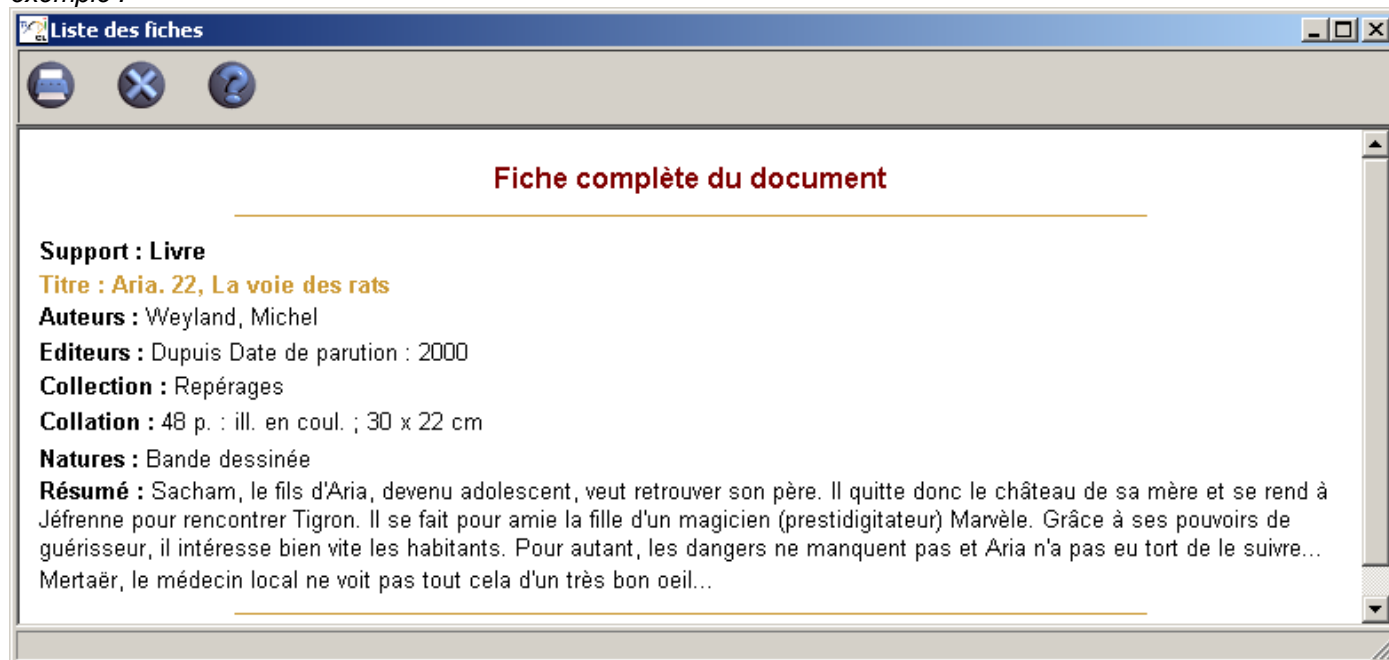 exemple :
Liste des fiches
Fiche complète du document
Support : Livre
Titre : Aria. 22, La voie des rats
Auteurs : Weyland, Michel
Editeurs : Dupuis Date de parution : 2000
Collection : Repérages
Collation : 48 p. : ill. en coul. ; 30 x 22 cm
Natures : Bande dessinée
Résumé : Sacham, le fils d'Aria, devenu adolescent, veut retrouver son père. Il quitte donc le château de sa mère et se rend à
Jéfrenne pour rencontrer Tigron. Il se fait pour amie la fille d'un magicien (prestidigitateur) Marvèle. Grâce à ses pouvoirs de
guérisseur, il intéresse bien vite les habitants. Pour autant, les dangers ne manquent pas et Aria n'a pas eu tort de le suivre...
Mertaër, le médecin local ne voit pas tout cela d'un très bon oeil...